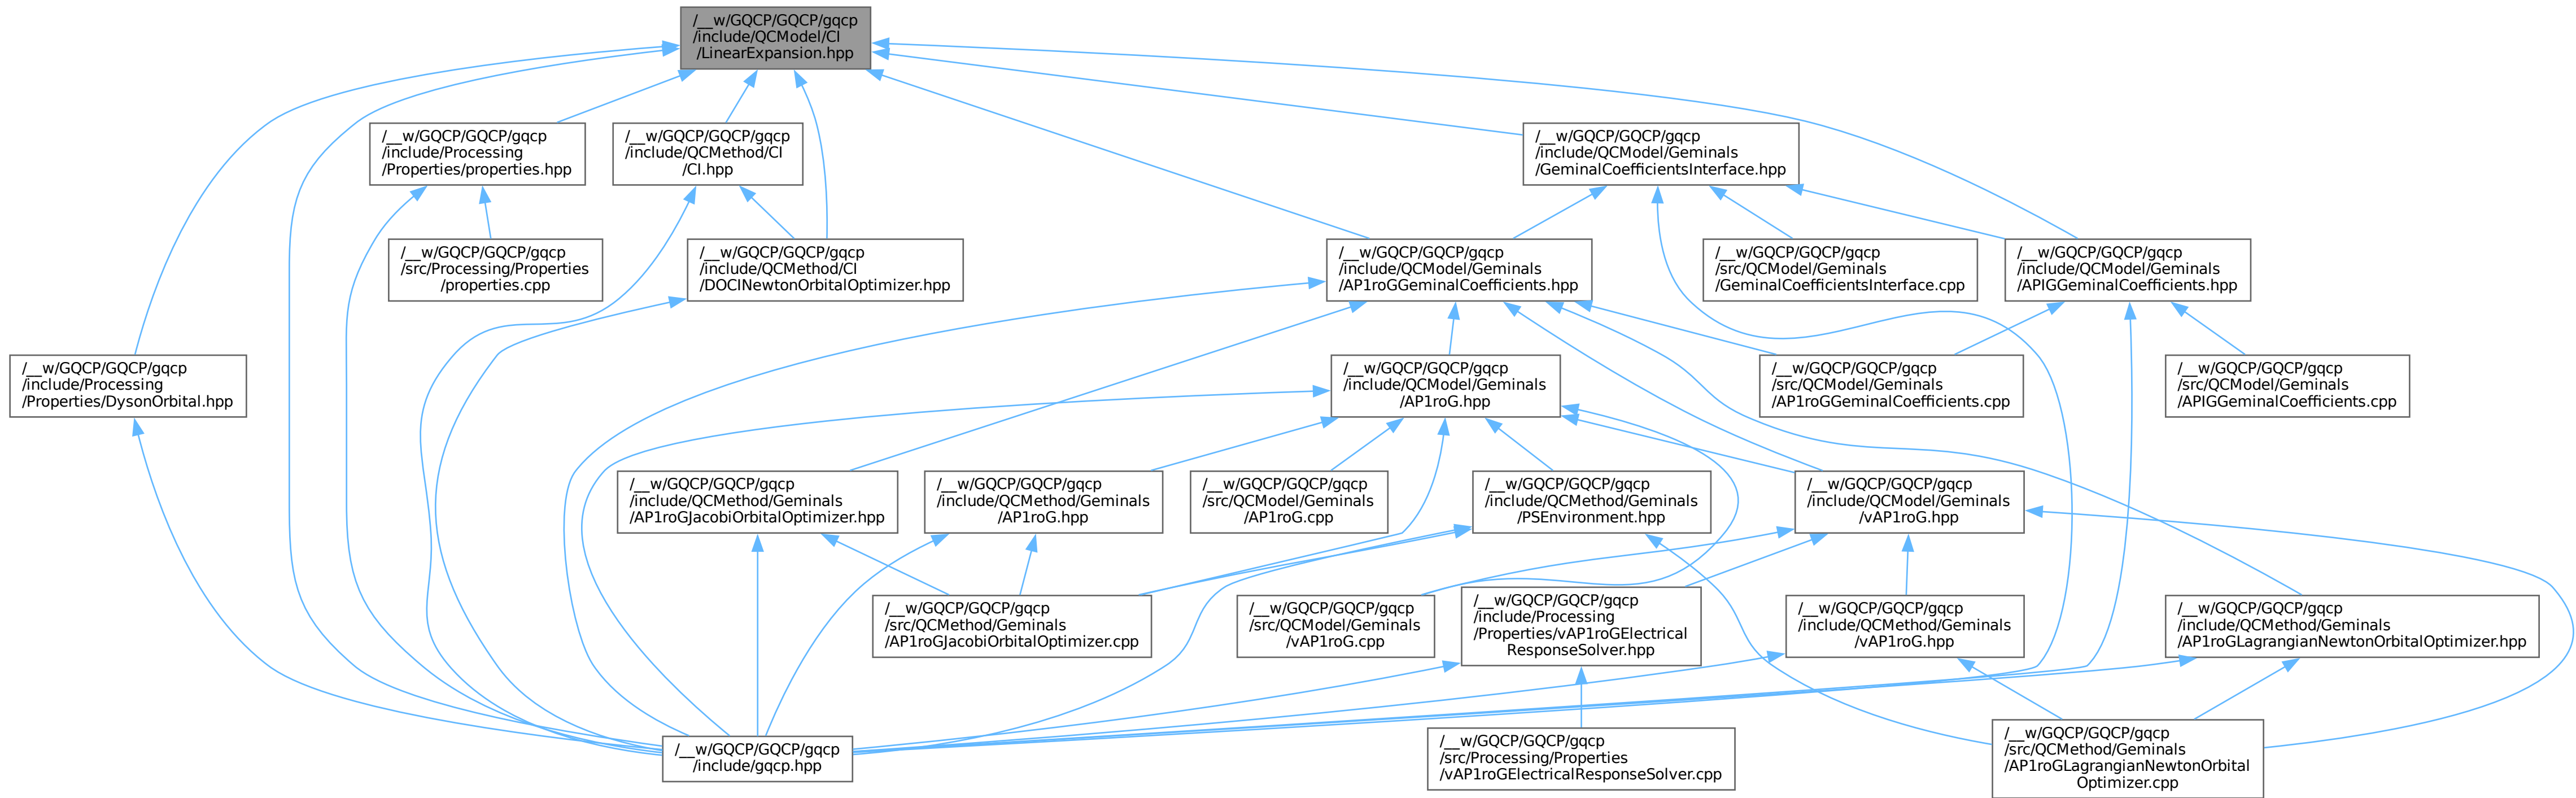 /__w/GQCP/GQCP/gqcp
/include/QCModel/CI
/LinearExpansion.hpp
/__w/GQCP/GQCP/gqcp
/include/Processing
/Properties/properties.hpp
/__w/GQCP/GQCP/gqcp
/include/QCMethod/CI
/CI.hpp
/__w/GQCP/GQCP/gqcp
/include/QCModel/Geminals
/GeminalCoefficientsInterface.hpp
/__w/GQCP/GQCP/gqcp
/src/Processing/Properties
/properties.cpp
/__w/GQCP/GQCP/gqcp
/include/QCMethod/CI
/DOCINewtonOrbitalOptimizer.hpp
/__w/GQCP/GQCP/gqcp
/include/QCModel/Geminals
/AP1roGGeminalCoefficients.hpp
/__w/GQCP/GQCP/gqcp
/src/QCModel/Geminals
/GeminalCoefficientsInterface.cpp
/__w/GQCP/GQCP/gqcp
/include/QCModel/Geminals
/APIGGeminalCoefficients.hpp
/__w/GQCP/GQCP/gqcp
/include/Processing
/Properties/DysonOrbital.hpp
/__w/GQCP/GQCP/gqcp
/include/QCModel/Geminals
/AP1roG.hpp
/__w/GQCP/GQCP/gqcp
/src/QCModel/Geminals
/AP1roGGeminalCoefficients.cpp
/__w/GQCP/GQCP/gqcp
/src/QCModel/Geminals
/APIGGeminalCoefficients.cpp
/__w/GQCP/GQCP/gqcp
/include/QCMethod/Geminals
/AP1roGJacobiOrbitalOptimizer.hpp
/__w/GQCP/GQCP/gqcp
/include/QCMethod/Geminals
/AP1roG.hpp
/__w/GQCP/GQCP/gqcp
/src/QCModel/Geminals
/AP1roG.cpp
/__w/GQCP/GQCP/gqcp
/include/QCMethod/Geminals
/PSEnvironment.hpp
/__w/GQCP/GQCP/gqcp
/include/QCModel/Geminals
/vAP1roG.hpp
/__w/GQCP/GQCP/gqcp
/src/QCMethod/Geminals
/AP1roGJacobiOrbitalOptimizer.cpp
/__w/GQCP/GQCP/gqcp
/src/QCModel/Geminals
/vAP1roG.cpp
/__w/GQCP/GQCP/gqcp
/include/Processing
/Properties/vAP1roGElectrical
ResponseSolver.hpp
/__w/GQCP/GQCP/gqcp
/include/QCMethod/Geminals
/vAP1roG.hpp
/__w/GQCP/GQCP/gqcp
/include/QCMethod/Geminals
/AP1roGLagrangianNewtonOrbitalOptimizer.hpp
/__w/GQCP/GQCP/gqcp
/include/gqcp.hpp
/__w/GQCP/GQCP/gqcp
/src/Processing/Properties
/vAP1roGElectricalResponseSolver.cpp
/__w/GQCP/GQCP/gqcp
/src/QCMethod/Geminals
/AP1roGLagrangianNewtonOrbital
Optimizer.cpp